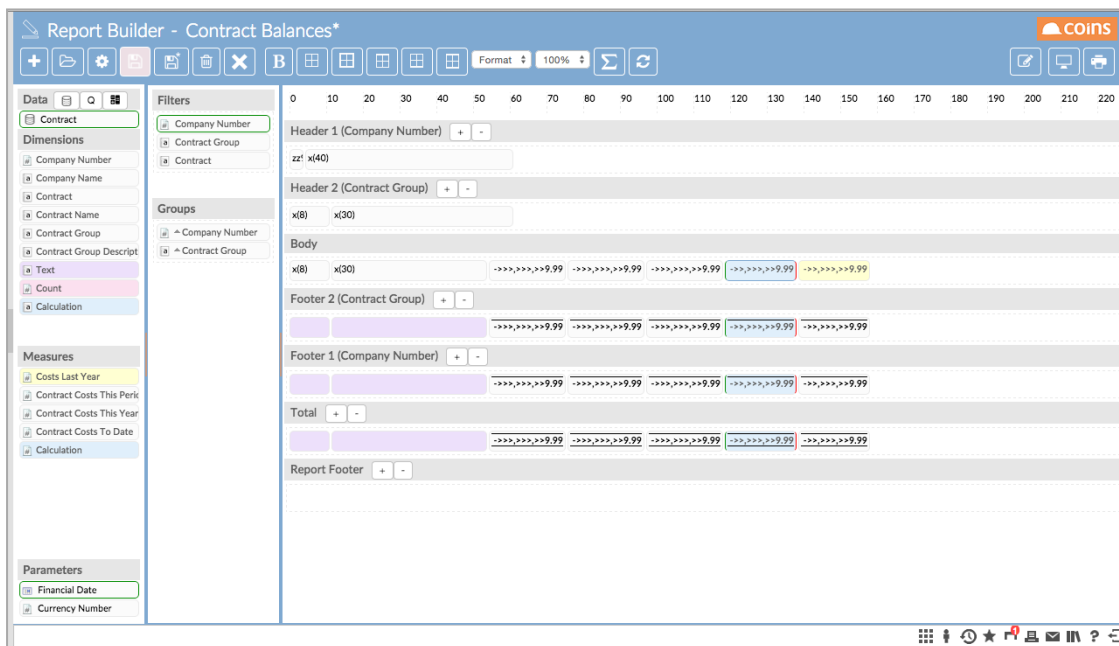 Report Builder - Contract Balances*
coins
B
Format
100%
Σ
Data
Q
Contract
Dimensions
Company Number
Company Name
Contract
Contract Name
Contract Group
Contract Group Descript
Text
Count
Calculation
Measures
Costs Last Year
Contract Costs This Peri
Contract Costs This Year
Contract Costs To Date
Calculation
Parameters
Financial Date
Currency Number
Filters
Company Number
Contract Group
Contract
Groups
Company Number
Contract Group
0 10 20 30 40 50 60 70 80 90 100 110 120 130 140 150 160 170 180 190 200 210 220
Header 1 (Company Number) + -
x(40)
Header 2 (Contract Group) + -
x(8) x(30)
Body
x(8) x(30) ->>>,>>>,>>9.99 ->>>,>>>,>>9.99 ->>>,>>>,>>9.99 ->>,>>>,>>9.99 ->>,>>>,>>9.99
Footer 2 (Contract Group) + -
->>>,>>>,>>9.99 ->>>,>>>,>>9.99 ->>>,>>>,>>9.99 ->>,>>>,>>9.99 ->>,>>>,>>9.99
Footer 1 (Company Number) + -
->>>,>>>,>>9.99 ->>>,>>>,>>9.99 ->>>,>>>,>>9.99 ->>,>>>,>>9.99 ->>,>>>,>>9.99
Total + -
->>>,>>>,>>9.99 ->>>,>>>,>>9.99 ->>>,>>>,>>9.99 ->>,>>>,>>9.99 ->>,>>>,>>9.99
Report Footer + -
1
?